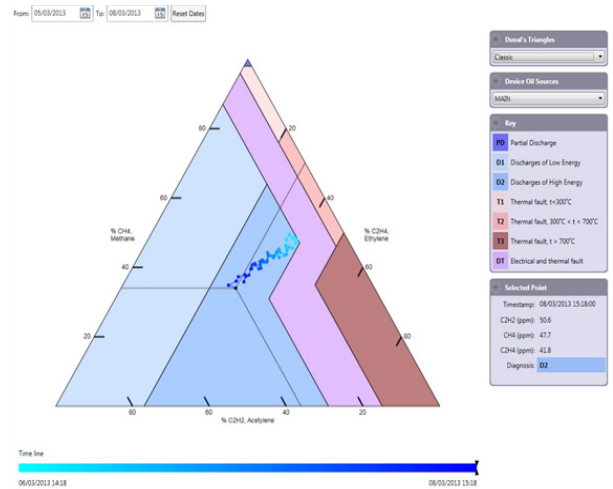 From: 05/03/2013 15 To: 08/03/2013 15 Reset Dates
Duval's Triangles
Classic
Device Oil Sources
MAIN
Key
PD Partial Discharge
D1 Discharges of Low Energy
D2 Discharges of High Energy
T1 Thermal fault, t<300°C
T2 Thermal fault, 300°C < t < 700°C
T3 Thermal fault, t > 700°C
DT Electrical and thermal fault
Selected Point
Timestamp: 08/03/2013 15:18:00
C2H2 (ppm): 50.6
CH4 (ppm): 47.7
C2H4 (ppm): 41.8
Diagnosis: D2
80
20
60
40
% CH4,
Methane
% C2H4,
Ethylene
40
60
20
80
80
60
40
20
% C2H2, Acetylene
Time line
06/03/2013 14:18
08/03/2013 15:18